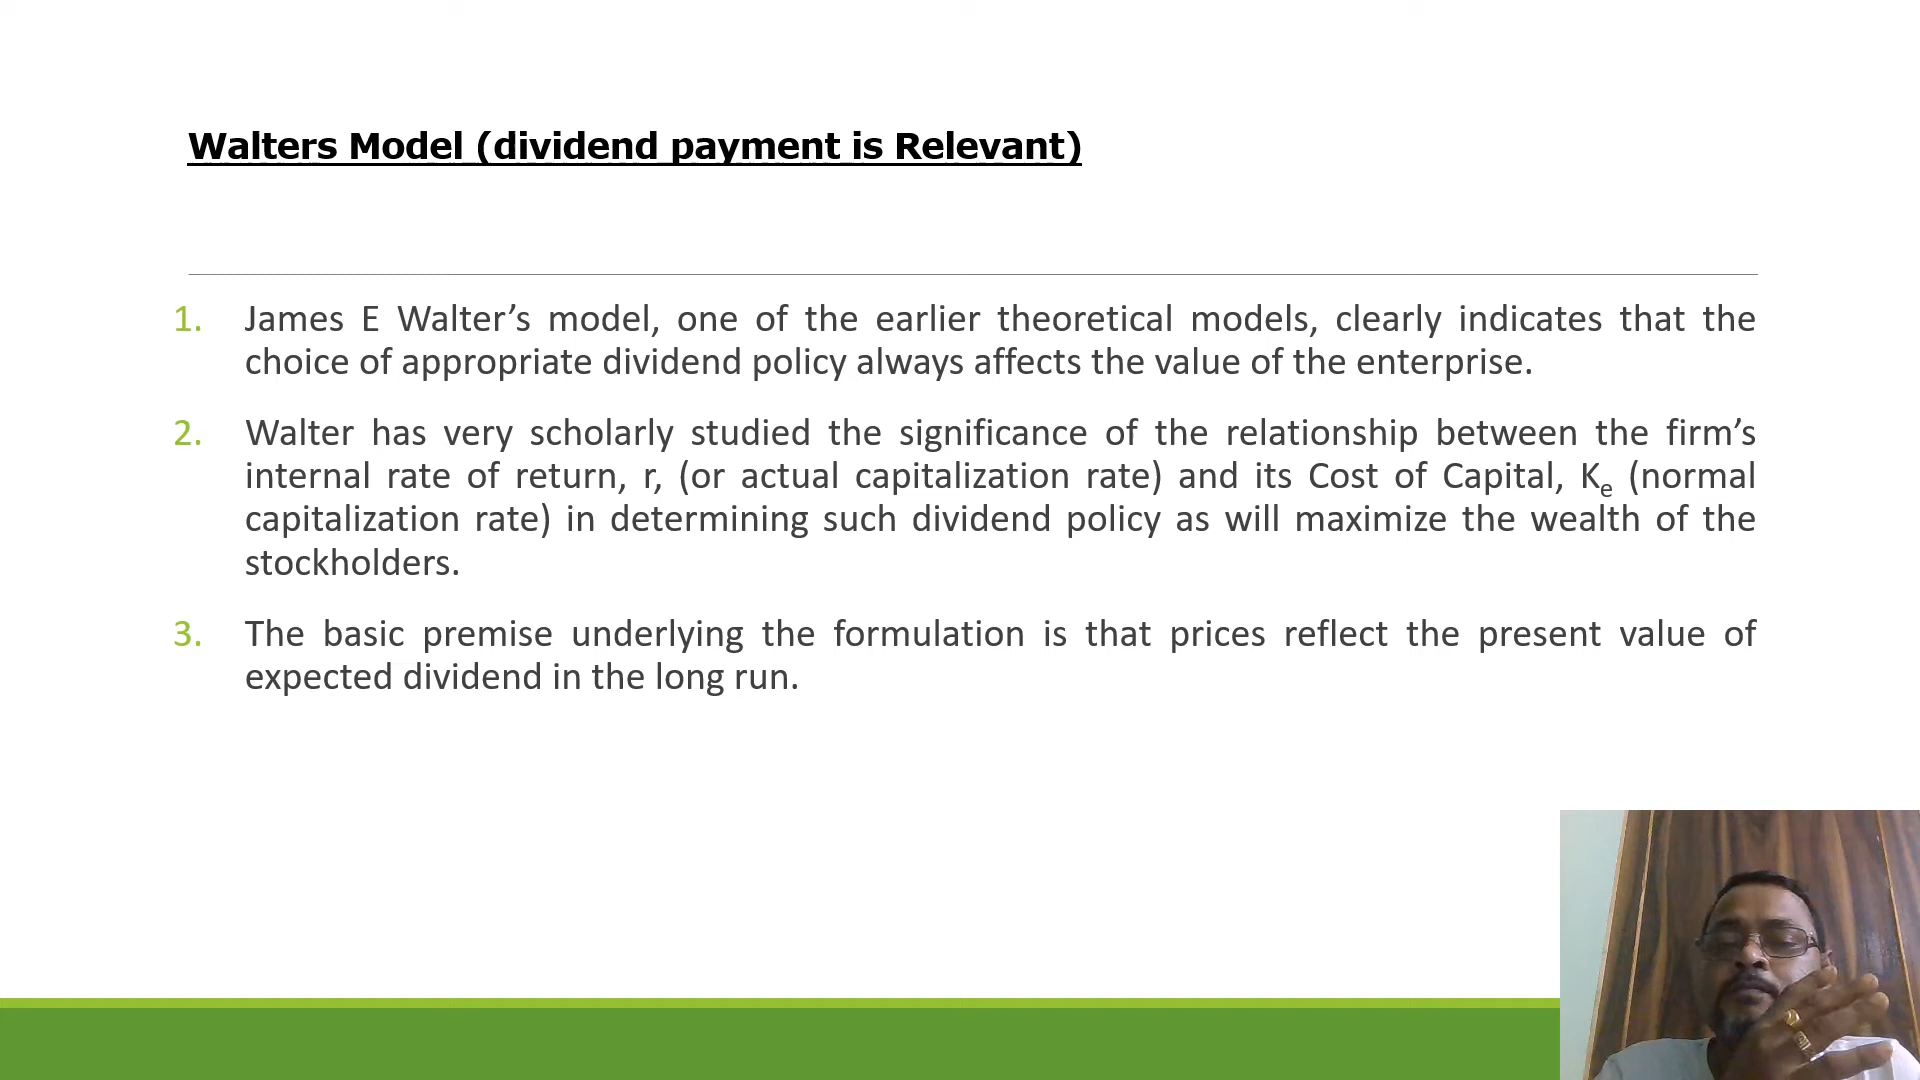 Walters Model (dividend payment is Relevant)
1. James E Walter’s model, one of the earlier theoretical models, clearly indicates that the
choice of appropriate dividend policy always affects the value of the enterprise.
2. Walter has very scholarly studied the significance of the relationship between the firm’s
internal rate of return, r, (or actual capitalization rate) and its Cost of Capital, Ke (normal
capitalization rate) in determining such dividend policy as will maximize the wealth of the
stockholders.
3. The basic premise underlying the formulation is that prices reflect the present value of
expected dividend in the long run.